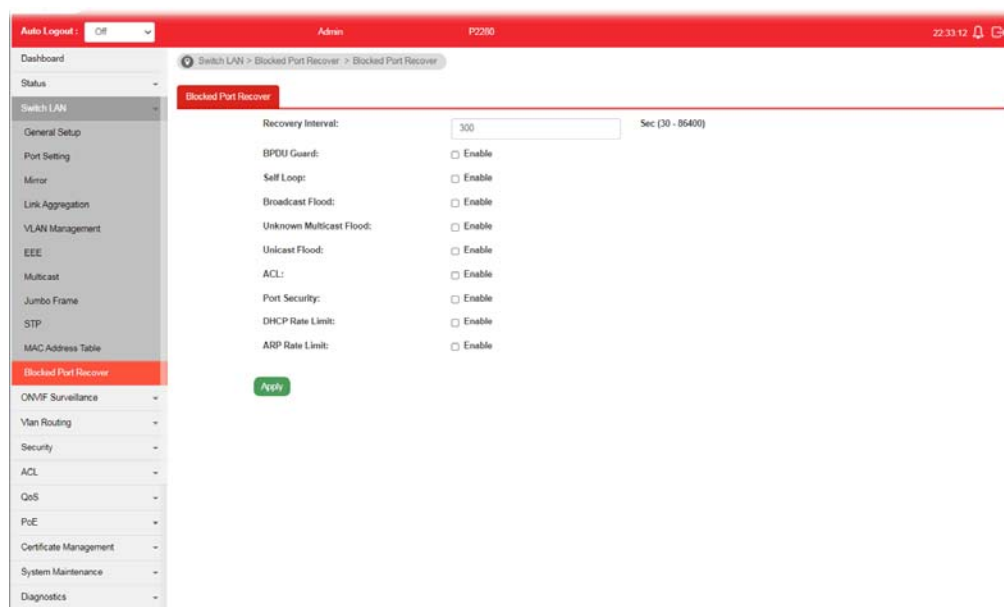 Auto Logout : Off Admin P2280 22:33:12
Dashboard
Status
Switch LAN
General Setup
Port Setting
Mirror
Link Aggregation
VLAN Management
EEE
Multicast
Jumbo Frame
STP
MAC Address Table
Blocked Port Recover
ONVIF Surveillance
Vlan Routing
Security
ACL
QoS
PoE
Certificate Management
System Maintenance
Diagnostics
Switch LAN > Blocked Port Recover > Blocked Port Recover
Blocked Port Recover
Recovery Interval: 300 Sec (30 - 86400)
BPDU Guard: Enable
Self Loop: Enable
Broadcast Flood: Enable
Unknown Multicast Flood: Enable
Unicast Flood: Enable
ACL: Enable
Port Security: Enable
DHCP Rate Limit: Enable
ARP Rate Limit: Enable
Apply